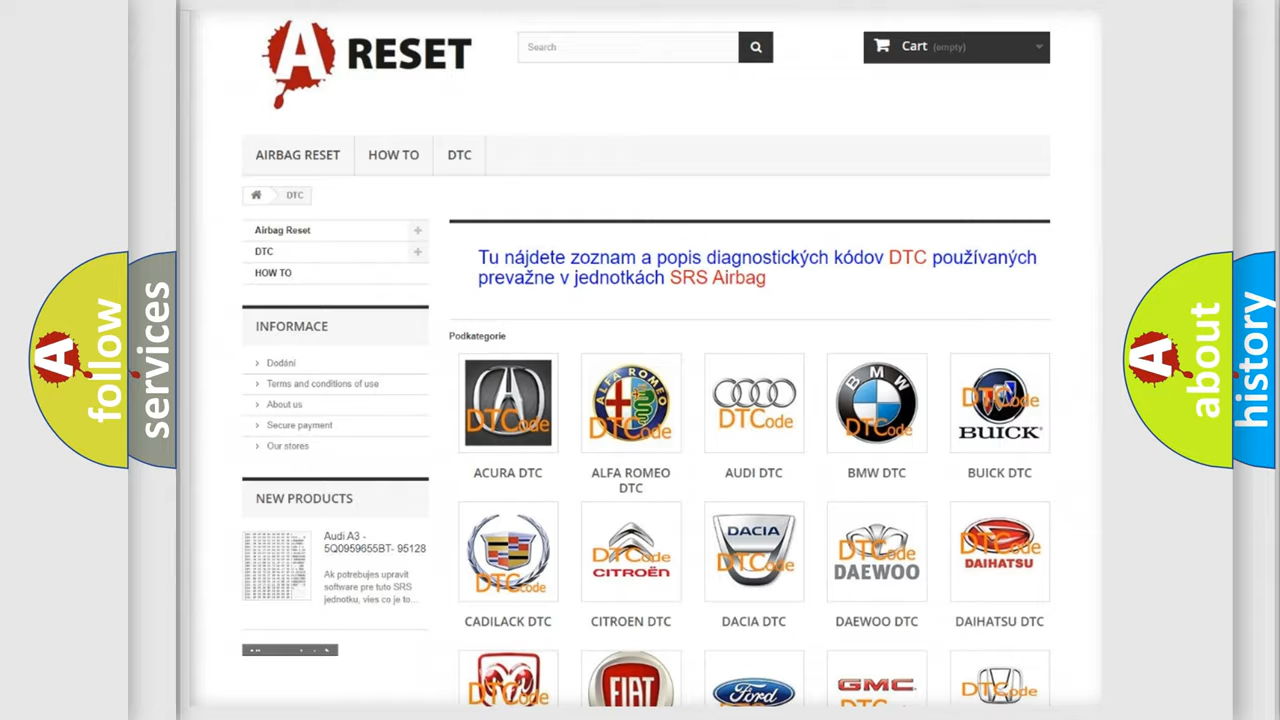 A RESET
Search
Cart (empty)
AIRBAG RESET
HOW TO
DTC
DTC
Airbag Reset
DTC
HOW TO
INFORMACE
Dodání
Terms and conditions of use
About us
Secure payment
Our stores
NEW PRODUCTS
Audi A3 -
5Q0959655BT- 95128
Ak potrebujes upravit
software pre tuto SRS
jednotku, vies co je to...
Tu nájdete zoznam a popis diagnostických kódov DTC používaných
prevažne v jednotkách SRS Airbag
Podkategorie
DTCode
ALFA ROMEO
DTCode
DTCode
BMW
DTCode
DTCode
BUICK
ACURA DTC
ALFA ROMEO
DTC
AUDI DTC
BMW DTC
BUICK DTC
DTCode
DTCode
CITROËN
DACIA
DTCode
DTCode
DAEWOO
DTCode
DAIHATSU
CADILACK DTC
CITROEN DTC
DACIA DTC
DAEWOO DTC
DAIHATSU DTC
DTCode
FIAT
Ford
GMC
DTCode
A follow
services
A about
history